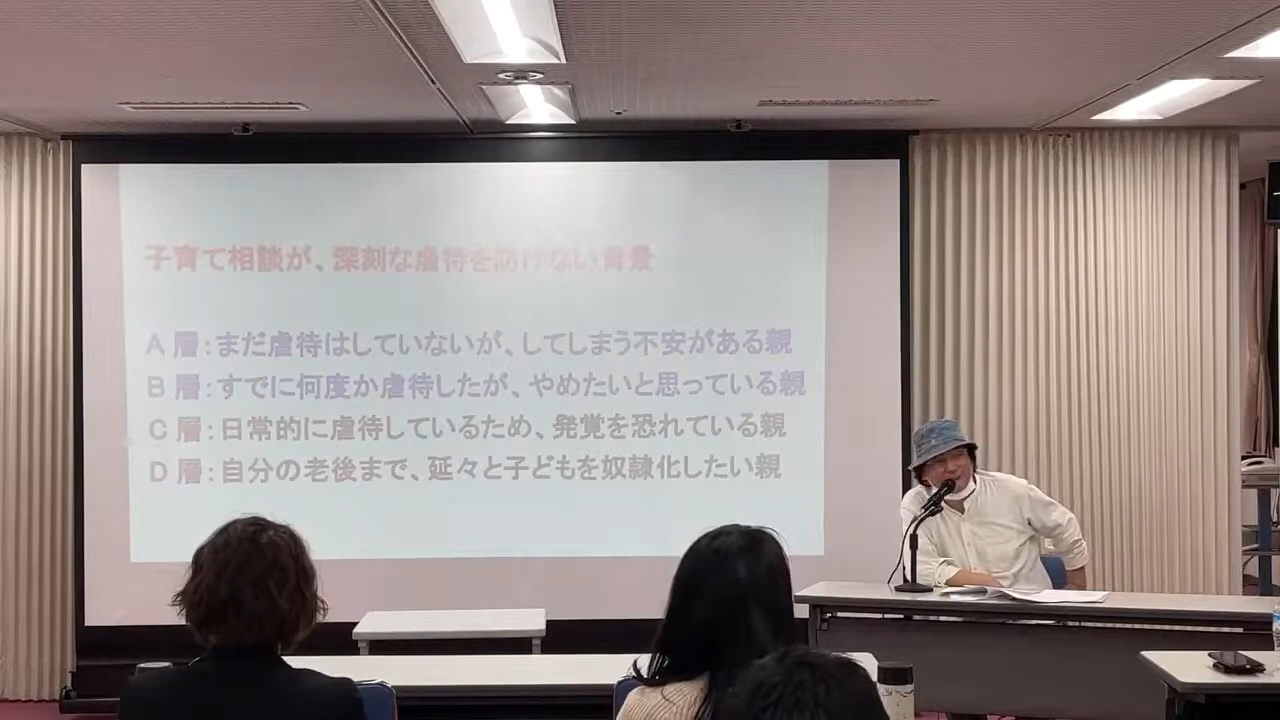 子育て相談が、深刻な虐待を防げない背景
A 層：まだ虐待はしていないが、してしまう不安がある親
B 層：すでに何度か虐待したが、やめたいと思っている親
C 層：日常的に虐待しているため、発覚を恐れている親
D 層：自分の老後まで、延々と子どもを奴隷化したい親